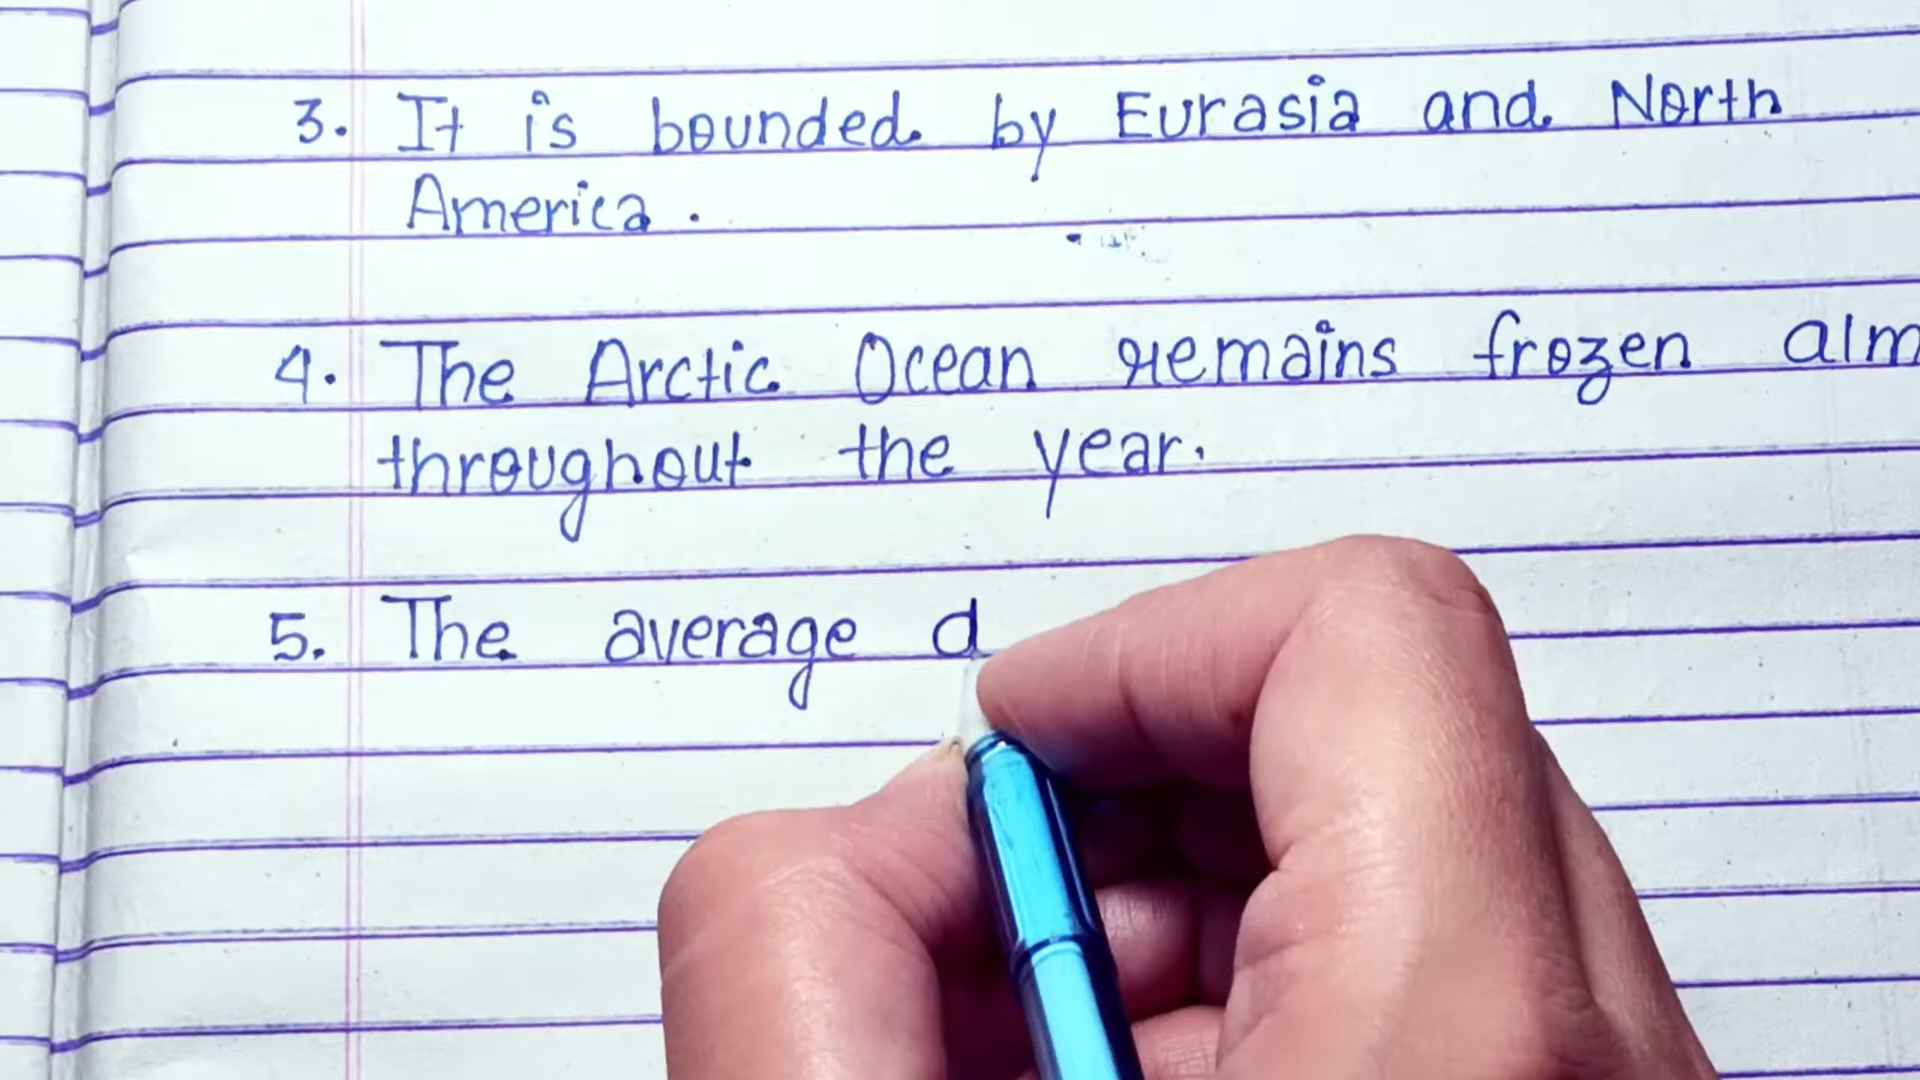 3. It is bounded by Eurasia and North
America.
4. The Arctic Ocean remains frozen alm
throughout the year.
5. The average d